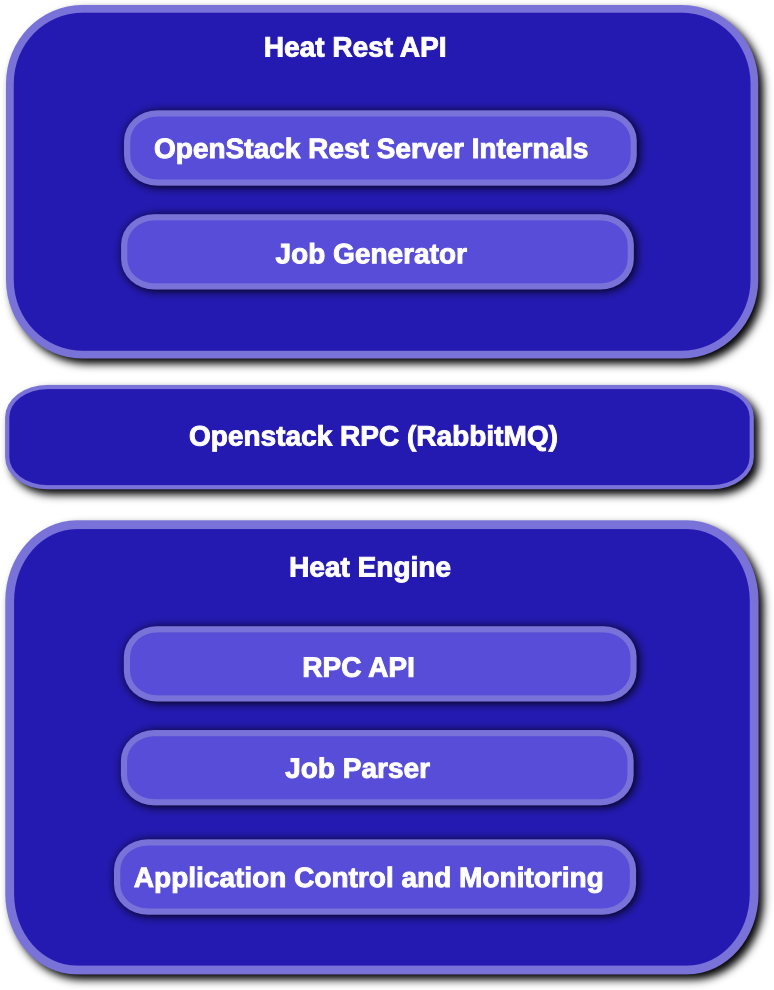 Heat Rest API
OpenStack Rest Server Internals
Job Generator
Openstack RPC (RabbitMQ)
Heat Engine
RPC API
Job Parser
Application Control and Monitoring